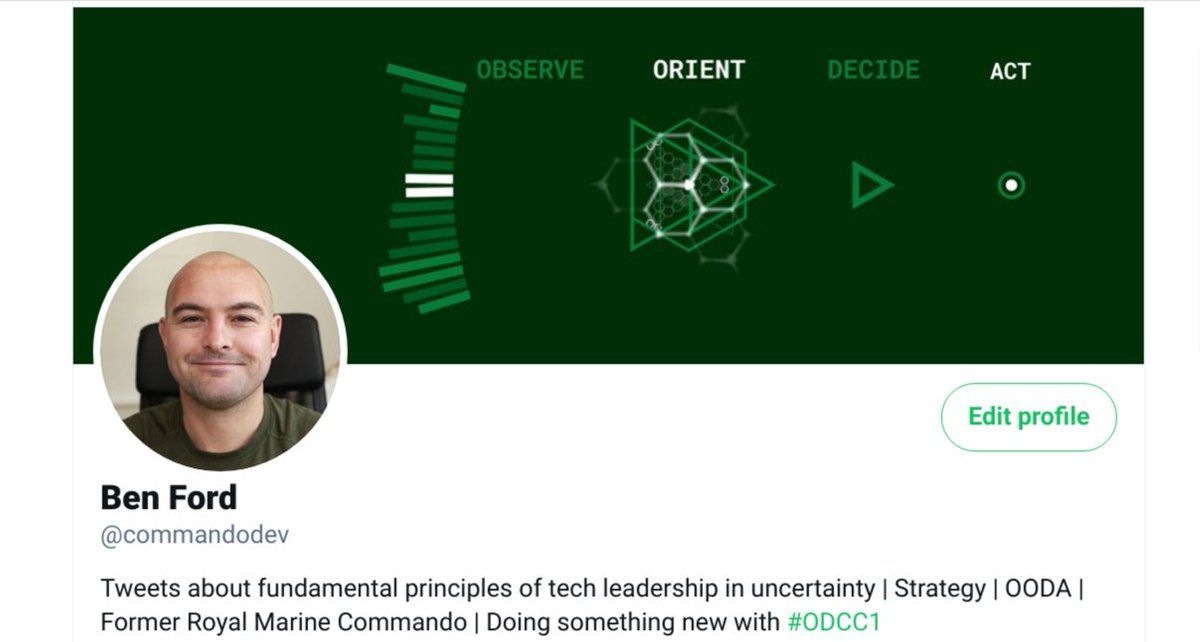 OBSERVE ORIENT DECIDE ACT
Edit profile
Ben Ford
@commandodev
Tweets about fundamental principles of tech leadership in uncertainty | Strategy | OODA |
Former Royal Marine Commando | Doing something new with #ODCC1